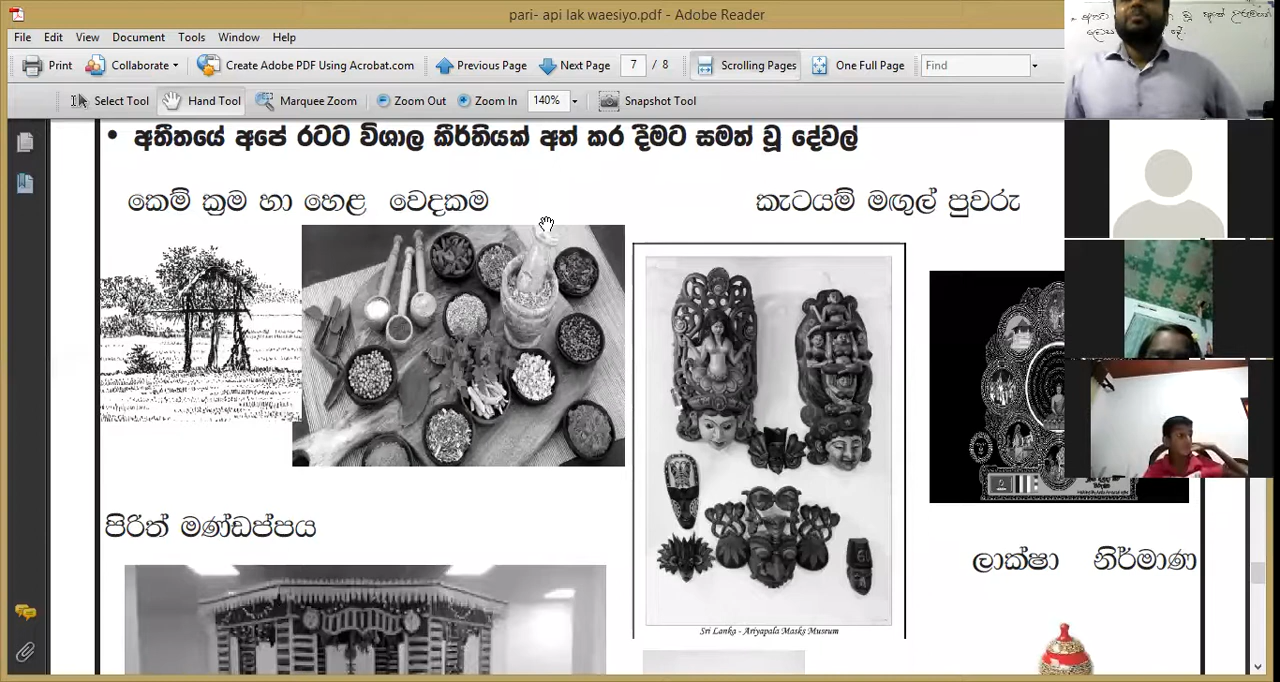 pari- api lak waesiyo.pdf - Adobe Reader
File Edit View Document Tools Window Help
Print Collaborate Create Adobe PDF Using Acrobat.com Previous Page Next Page 7 / 8 Scrolling Pages One Full Page Find
Select Tool Hand Tool Marquee Zoom Zoom Out Zoom In 140% Snapshot Tool
• අතීතයේ අපේ රටට විශාල කීර්තියක් අත් කර දීමට සමත් වූ දේවල්
කෙම් ක්‍රම හා හෙළ වෙදකම
කැටයම් මඟුල් පුවරු
Sri Lanka - Ariyapala Masks Museum
පිරිත් මණ්ඩප්පය
ලාක්ෂා නිර්මාණ